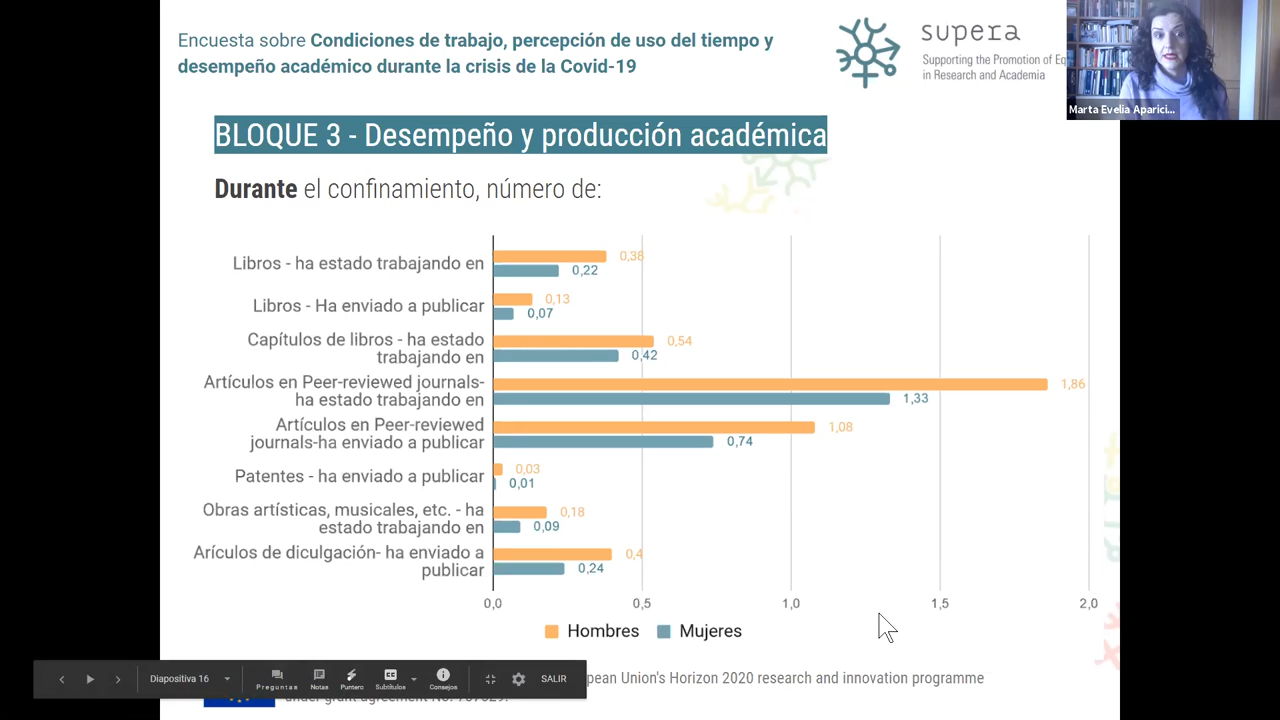 Encuesta sobre Condiciones de trabajo, percepción de uso del tiempo y
desempeño académico durante la crisis de la Covid-19
supera
Supporting the Promotion of Eq
in Research and Academia
Marta Evelia Aparici...
BLOQUE 3 - Desempeño y producción académica
Durante el confinamiento, número de:
Libros - ha estado trabajando en
0,38
0,22
Libros - Ha enviado a publicar
0,13
0,07
Capítulos de libros - ha estado
trabajando en
0,54
0,42
Artículos en Peer-reviewed journals-
ha estado trabajando en
1,86
1,33
Artículos en Peer-reviewed
journals-ha enviado a publicar
1,08
0,74
Patentes - ha enviado a publicar
0,03
0,01
Obras artísticas, musicales, etc. - ha
estado trabajando en
0,18
0,09
Arículos de diculgación- ha enviado a
publicar
0,4
0,24
0,0 0,5 1,0 1,5 2,0
Hombres Mujeres
Diapositiva 16
Preguntas Notas Puntero Subtítulos Consejos
SALIR
pean Union's Horizon 2020 research and innovation programme
under grant agreement No.